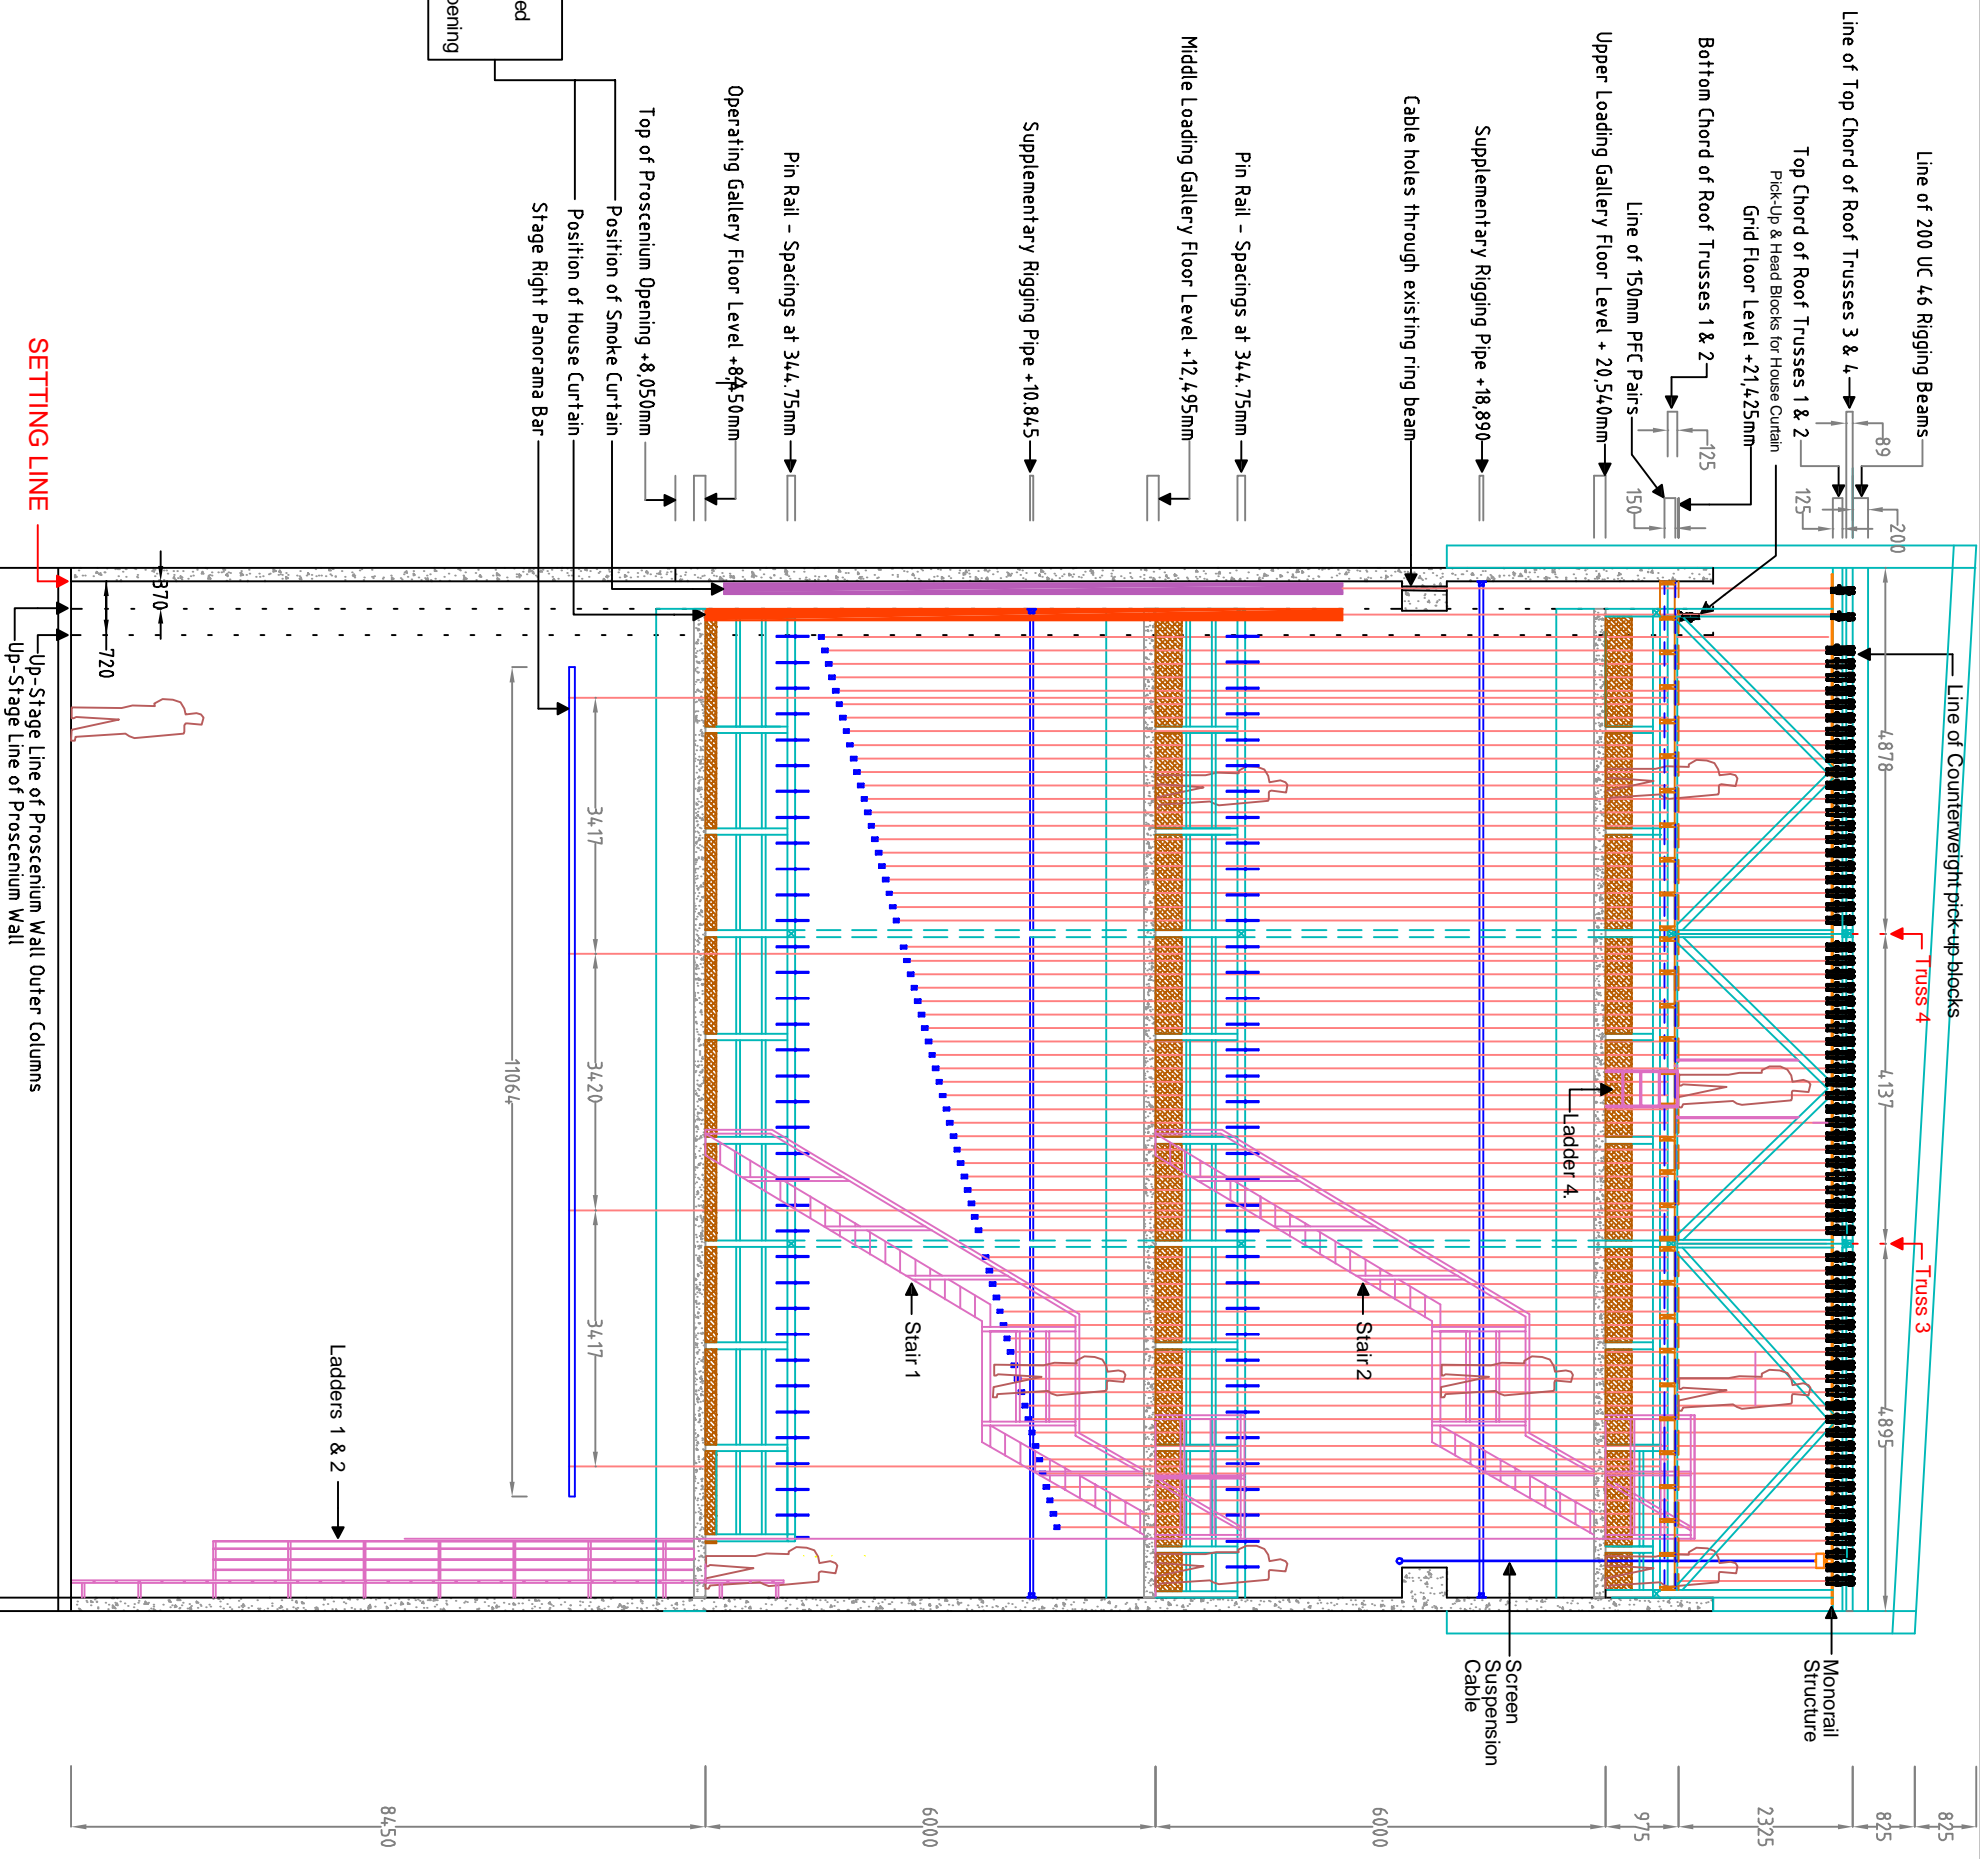 Line of 200 UC 46 Rigging Beams
Line of Top Chord of Roof Trusses 3 & 4
Top Chord of Roof Trusses 1 & 2
Pick-Up & Head Blocks for House Curtain
Grid Floor Level +21,425mm
Bottom Chord of Roof Trusses 1 & 2
Line of 150mm PFC Pairs
Upper Loading Gallery Floor Level + 20,540mm
Supplementary Rigging Pipe +18,890
Cable holes through existing ring beam
Pin Rail - Spacings at 344.75mm
Middle Loading Gallery Floor Level +12,495mm
Supplementary Rigging Pipe +10.845
Pin Rail - Spacings at 344.75mm
Operating Gallery Floor Level +8,450mm
Top of Proscenium Opening +8,050mm
Position of Smoke Curtain
Position of House Curtain
Stage Right Panorama Bar
ed
pening
SETTING LINE
200
89
125
125
150
370
720
Up-Stage Line of Proscenium Wall Outer Columns
Up-Stage Line of Proscenium Wall
Line of Counterweight pick-up blocks
4878
4137
4895
Truss 4
Truss 3
Ladder 4.
Stair 2
Stair 1
Ladders 1 & 2
3417
3420
3417
11064
Monorail
Structure
Screen
Suspension
Cable
825
825
2325
975
6000
6000
8450